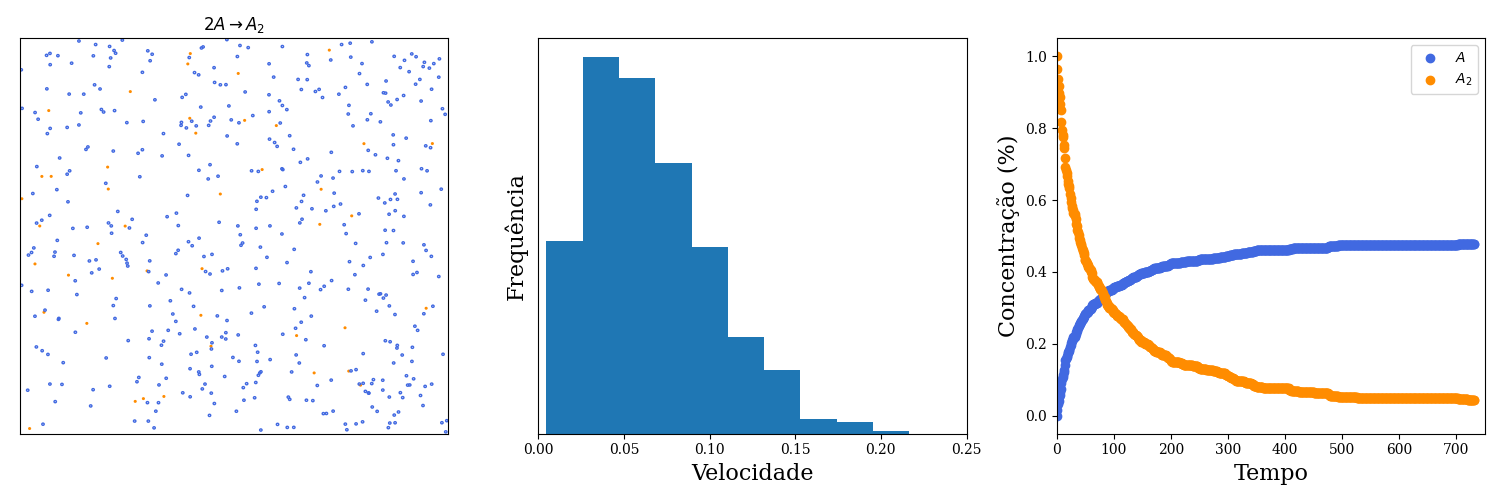 2A → A₂
Frequência
0.00 0.05 0.10 0.15 0.20 0.25
Velocidade
Concentração (%)
1.0
0.8
0.6
0.4
0.2
0.0
A
A₂
0 100 200 300 400 500 600 700
Tempo